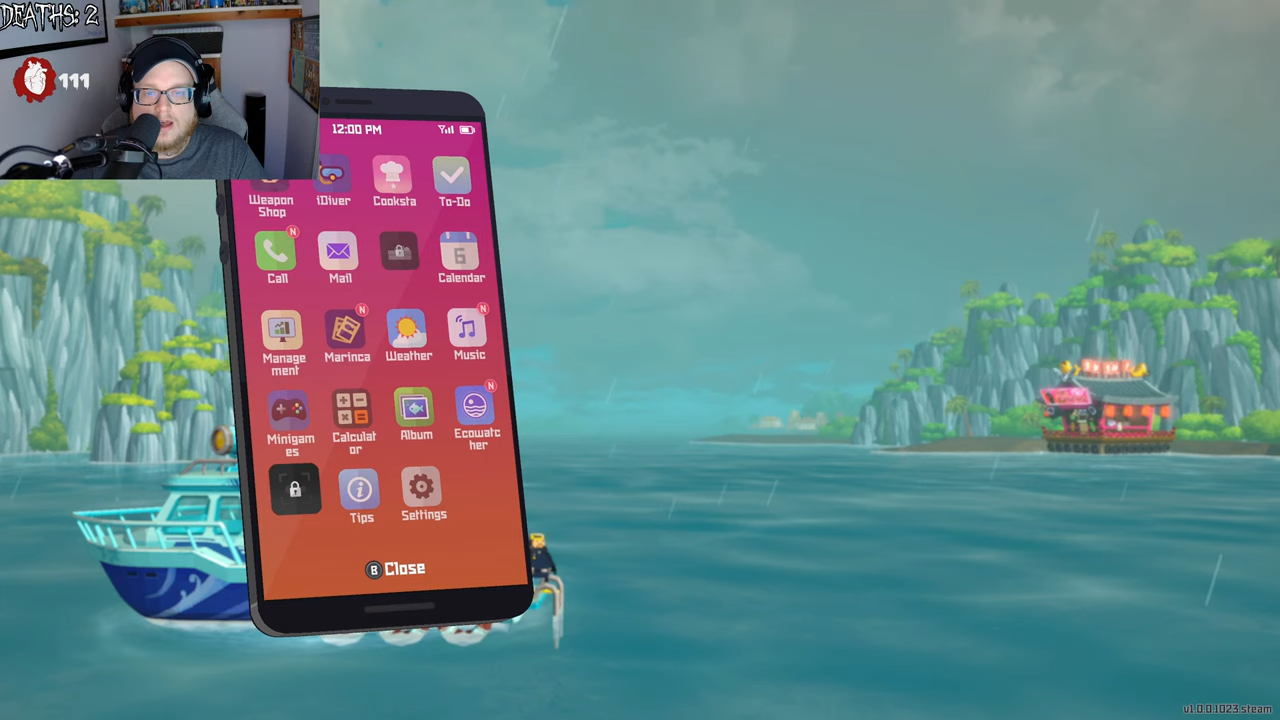 DEATHS: 2
111
12:00 PM
Weapon
Shop
iDiver
Cooksta
To-Do
N
Call
Mail
6
Calendar
Manage
ment
N
Marinca
Weather
N
Music
Minigam
es
Calculat
or
Album
N
Ecowatc
her
Tips
Settings
B Close
v1.0.0.1023.steam